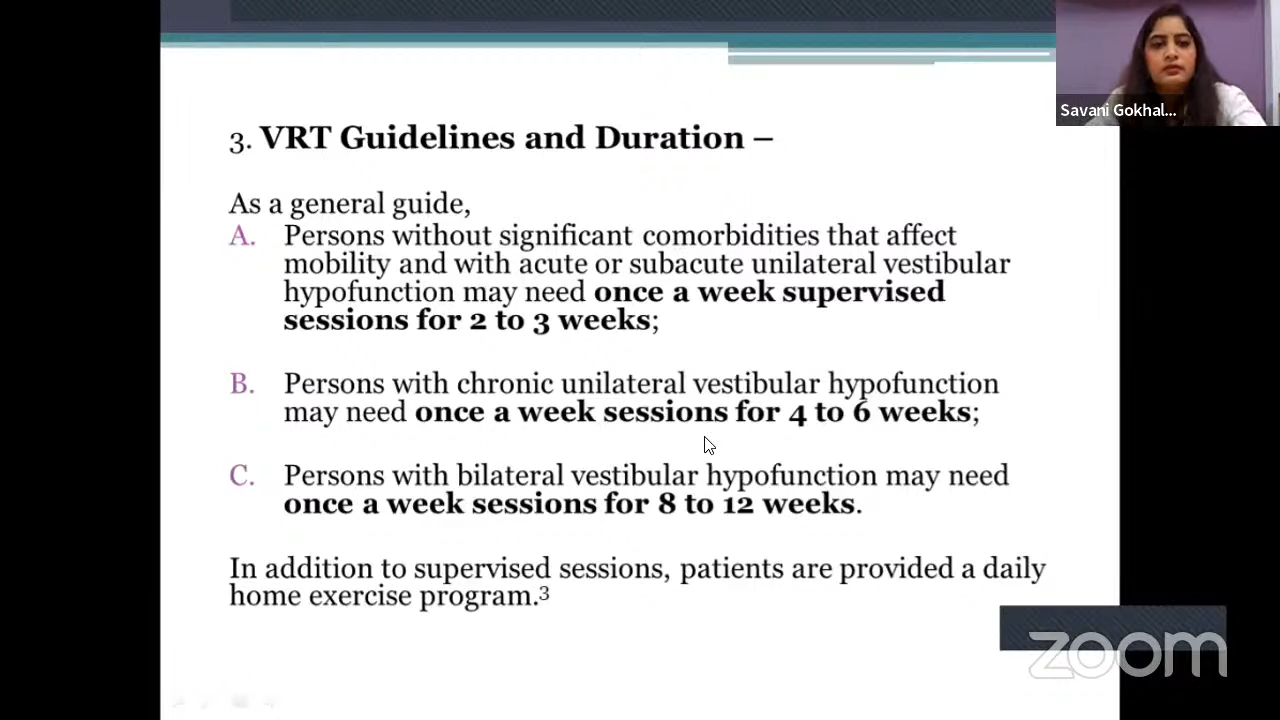 Savani Gokhal...
3. VRT Guidelines and Duration –
As a general guide,
A. Persons without significant comorbidities that affect
mobility and with acute or subacute unilateral vestibular
hypofunction may need once a week supervised
sessions for 2 to 3 weeks;
B. Persons with chronic unilateral vestibular hypofunction
may need once a week sessions for 4 to 6 weeks;
C. Persons with bilateral vestibular hypofunction may need
once a week sessions for 8 to 12 weeks.
In addition to supervised sessions, patients are provided a daily
home exercise program.³
zoom